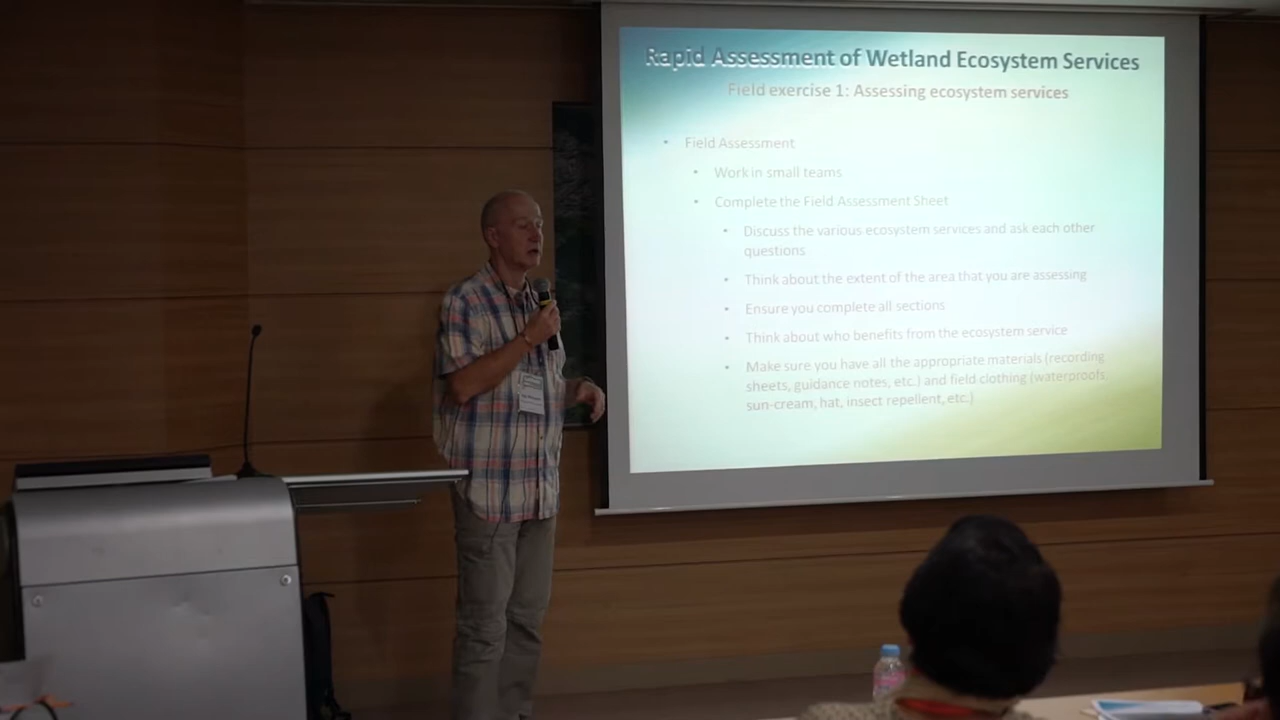 Rapid Assessment of Wetland Ecosystem Services
Field exercise 1: Assessing ecosystem services
• Field Assessment
• Work in small teams
• Complete the Field Assessment Sheet
• Discuss the various ecosystem services and ask each other
questions
• Think about the extent of the area that you are assessing
• Ensure you complete all sections
• Think about who benefits from the ecosystem service
• Make sure you have all the appropriate materials (recording
sheets, guidance notes, etc.) and field clothing (waterproofs,
sun-cream, hat, insect repellent, etc.)